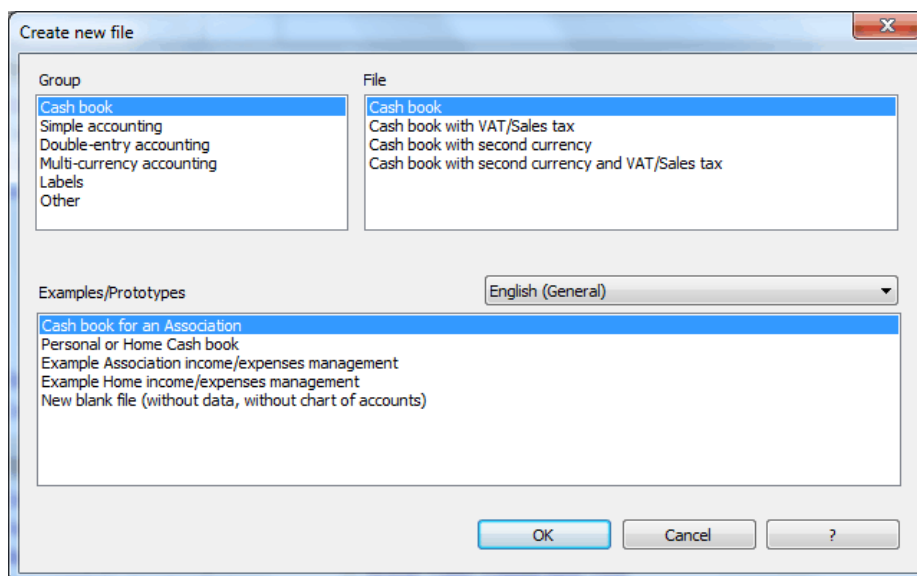 Create new file
Group
File
Cash book
Simple accounting
Double-entry accounting
Multi-currency accounting
Labels
Other
Cash book
Cash book with VAT/Sales tax
Cash book with second currency
Cash book with second currency and VAT/Sales tax
Examples/Prototypes
English (General)
Cash book for an Association
Personal or Home Cash book
Example Association income/expenses management
Example Home income/expenses management
New blank file (without data, without chart of accounts)
OK
Cancel
?